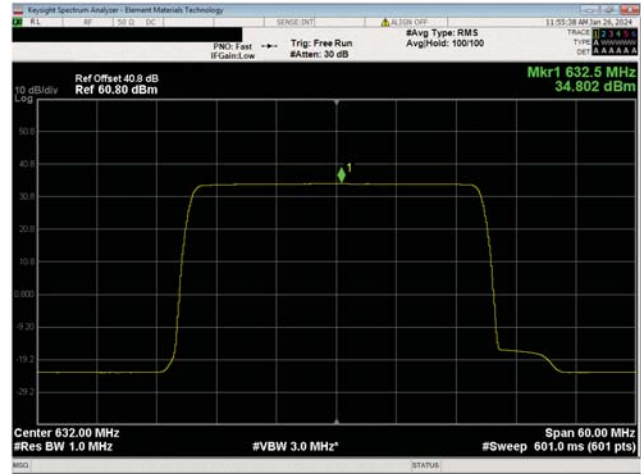 Keysight Spectrum Analyzer - Element Materials Technology
RL RF 50 Ω DC SENSE:INT ALIGN OFF 11:55:38 AM Jan 26, 2024
PNO: Fast Trig: Free Run #Avg Type: RMS TRACE 1 2 3 4 5 6
IFGain:Low #Atten: 30 dB Avg|Hold: 100/100 TYPE A WWWWW
DET A A A A A A
Mkr1 632.5 MHz
34.802 dBm
Ref Offset 40.8 dB
10 dB/div Ref 60.80 dBm
Log
50.8
40.8
30.8
20.8
10.8
0.800
-9.20
-19.2
-29.2
1
Center 632.00 MHz Span 60.00 MHz
#Res BW 1.0 MHz #VBW 3.0 MHz* #Sweep 601.0 ms (601 pts)
MSG STATUS